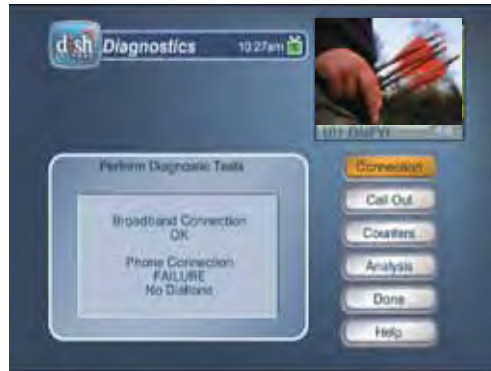 dish Diagnostics 10:27am
Perform Diagnostic Tests
Broadband Connection
OK
Phone Connection
FAILURE
No Dialtone
Connection
Call Out
Counters
Analysis
Done
Help